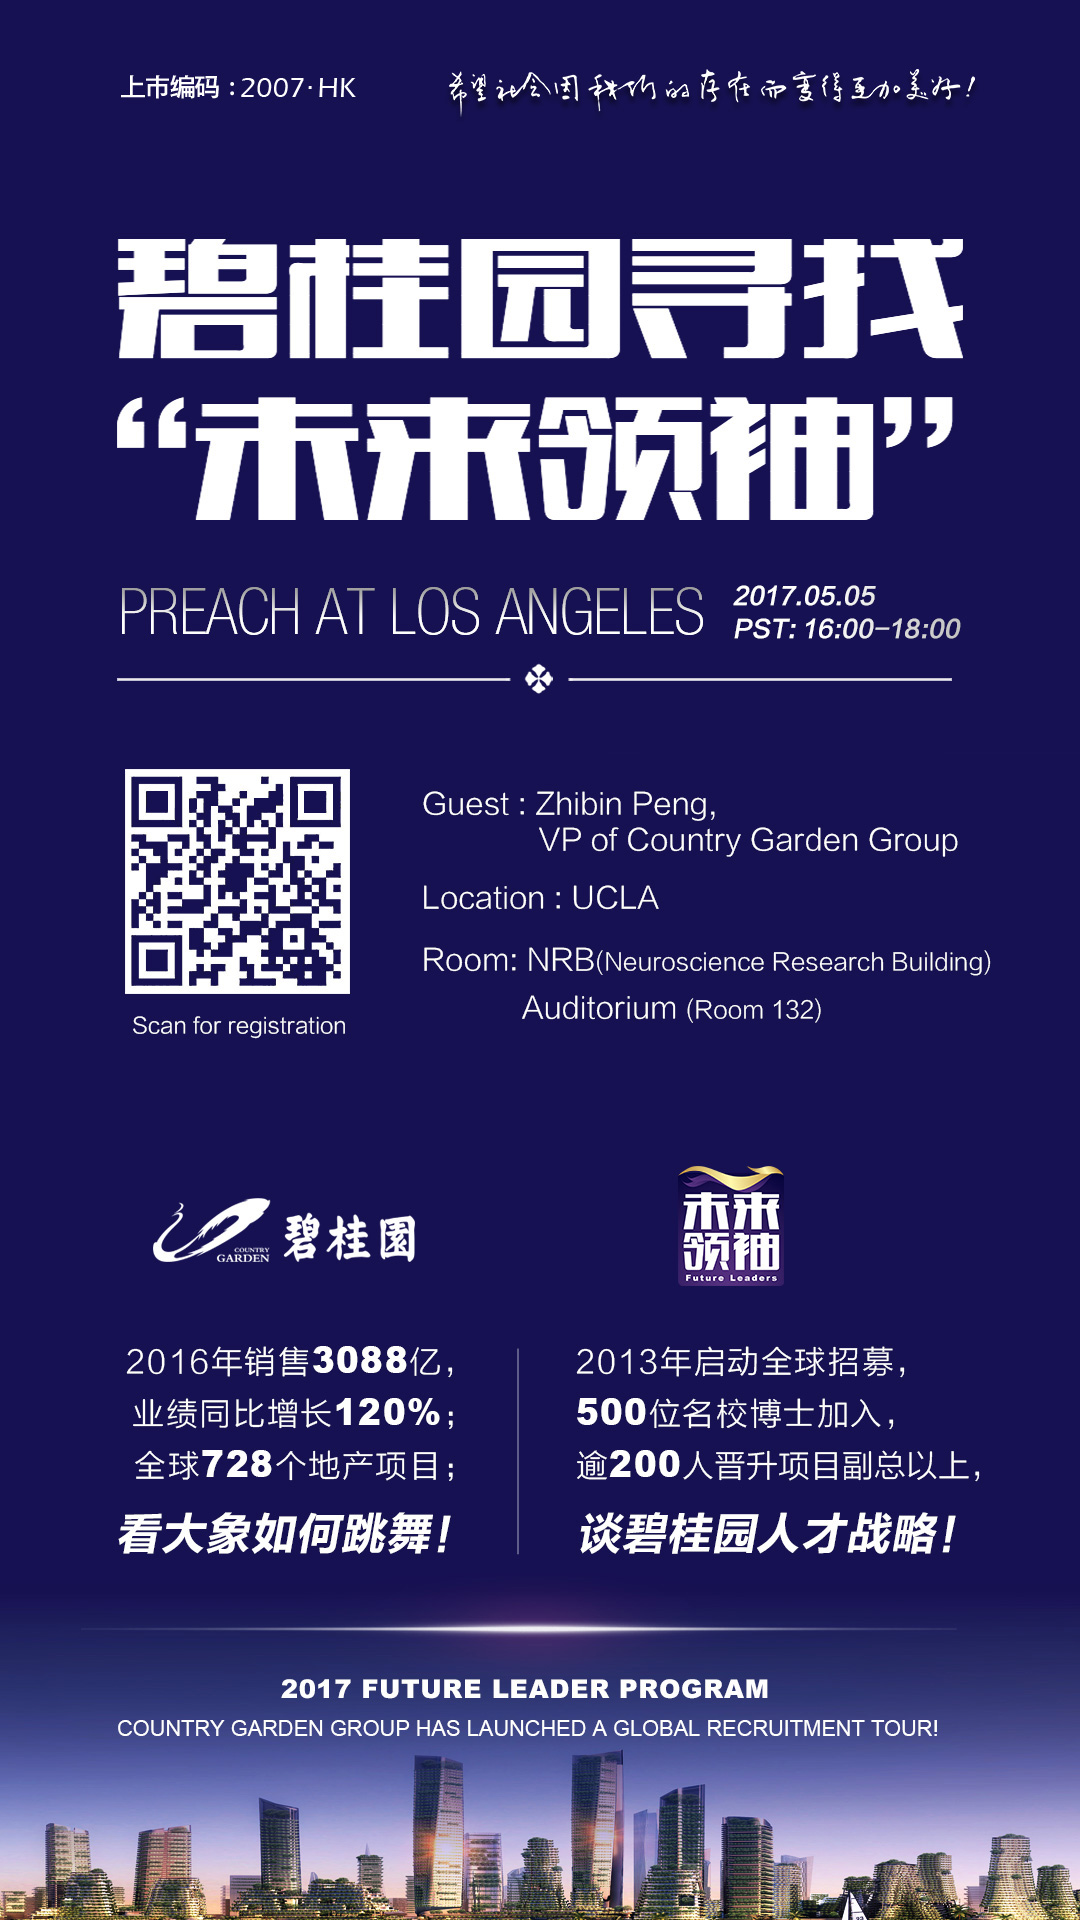 上市编码：2007·HK
希望社会因我们的存在而变得更加美好！
碧桂园寻找
“未来领袖”
PREACH AT LOS ANGELES
2017.05.05
PST: 16:00-18:00
Guest : Zhibin Peng,
VP of Country Garden Group
Location : UCLA
Room: NRB(Neuroscience Research Building)
Auditorium (Room 132)
Scan for registration
COUNTRY
GARDEN
碧桂園
未来
领袖
Future Leaders
2016年销售3088亿，
业绩同比增长120%；
全球728个地产项目；
看大象如何跳舞！
2013年启动全球招募，
500位名校博士加入，
逾200人晋升项目副总以上，
谈碧桂园人才战略！
2017 FUTURE LEADER PROGRAM
COUNTRY GARDEN GROUP HAS LAUNCHED A GLOBAL RECRUITMENT TOUR!